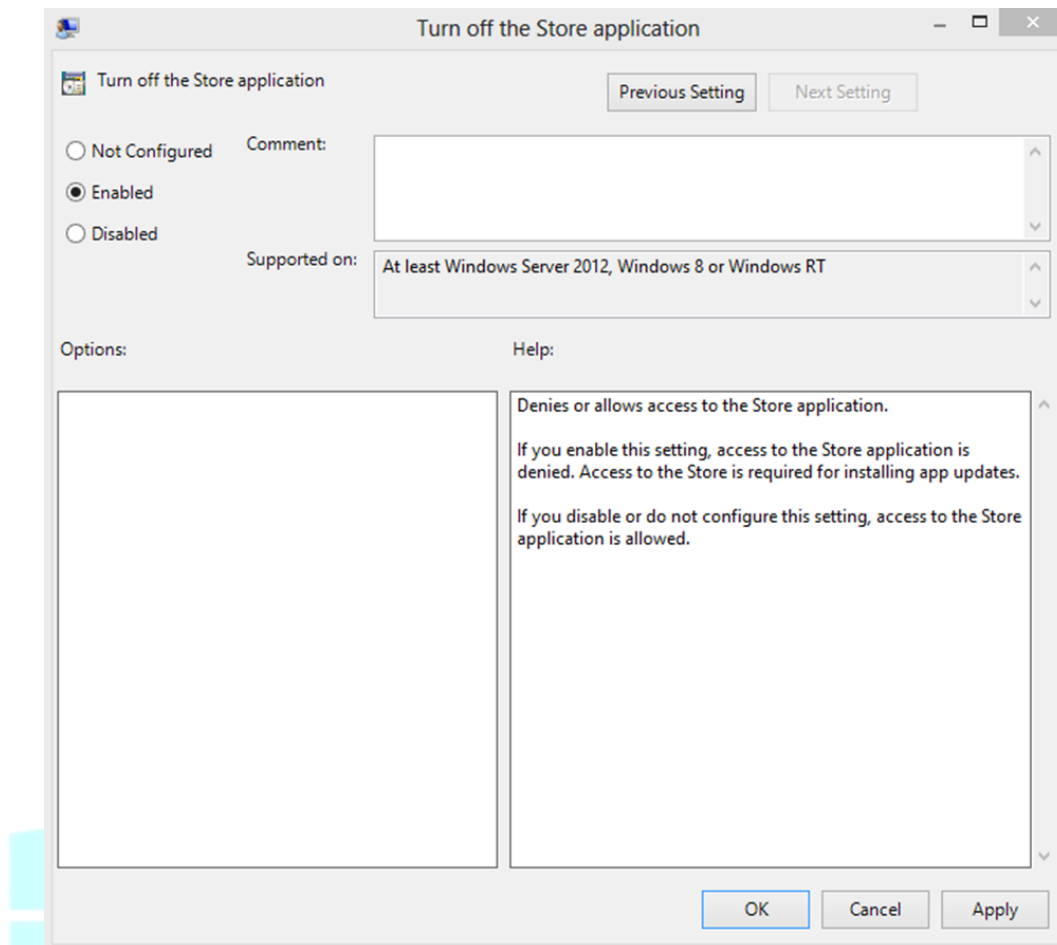 Turn off the Store application
Turn off the Store application
Previous Setting
Next Setting
Not Configured
Comment:
Enabled
Disabled
Supported on:
At least Windows Server 2012, Windows 8 or Windows RT
Options:
Help:
Denies or allows access to the Store application.
If you enable this setting, access to the Store application is
denied. Access to the Store is required for installing app updates.
If you disable or do not configure this setting, access to the Store
application is allowed.
OK
Cancel
Apply